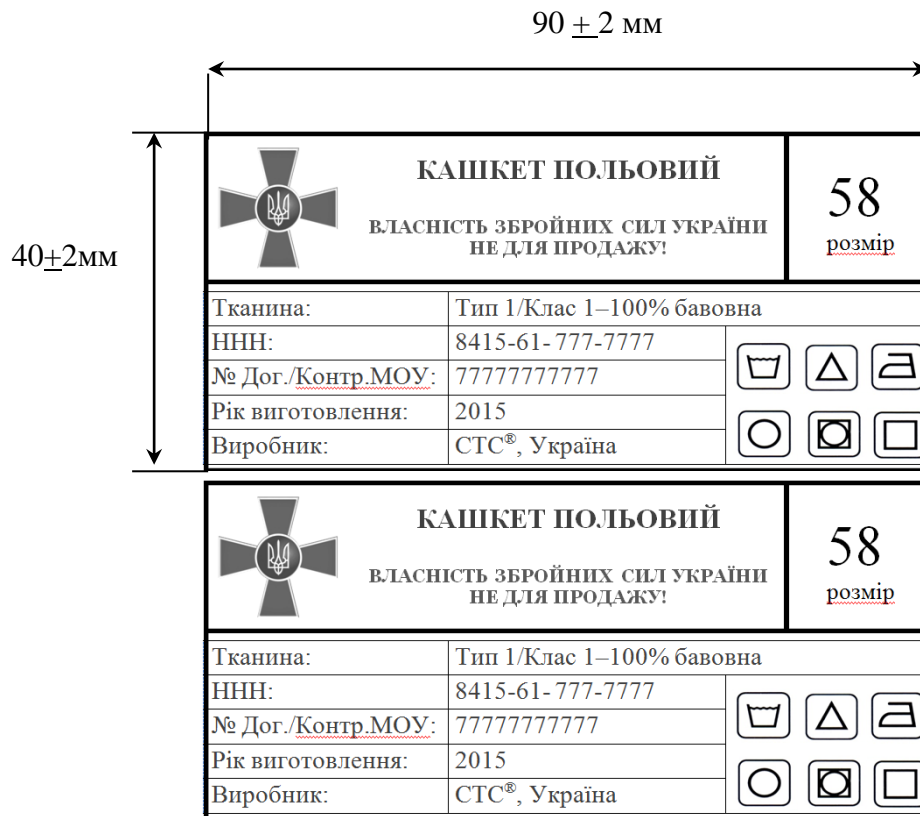 90 ± 2 мм
40±2мм
КАШКЕТ ПОЛЬОВИЙ
ВЛАСНІСТЬ ЗБРОЙНИХ СИЛ УКРАЇНИ
НЕ ДЛЯ ПРОДАЖУ!
58
розмір
Тканина: Тип 1/Клас 1–100% бавовна
ННН: 8415-61- 777-7777
№ Дог./Контр.МОУ: 77777777777
Рік виготовлення: 2015
Виробник: СТС®, Україна
КАШКЕТ ПОЛЬОВИЙ
ВЛАСНІСТЬ ЗБРОЙНИХ СИЛ УКРАЇНИ
НЕ ДЛЯ ПРОДАЖУ!
58
розмір
Тканина: Тип 1/Клас 1–100% бавовна
ННН: 8415-61- 777-7777
№ Дог./Контр.МОУ: 77777777777
Рік виготовлення: 2015
Виробник: СТС®, Україна